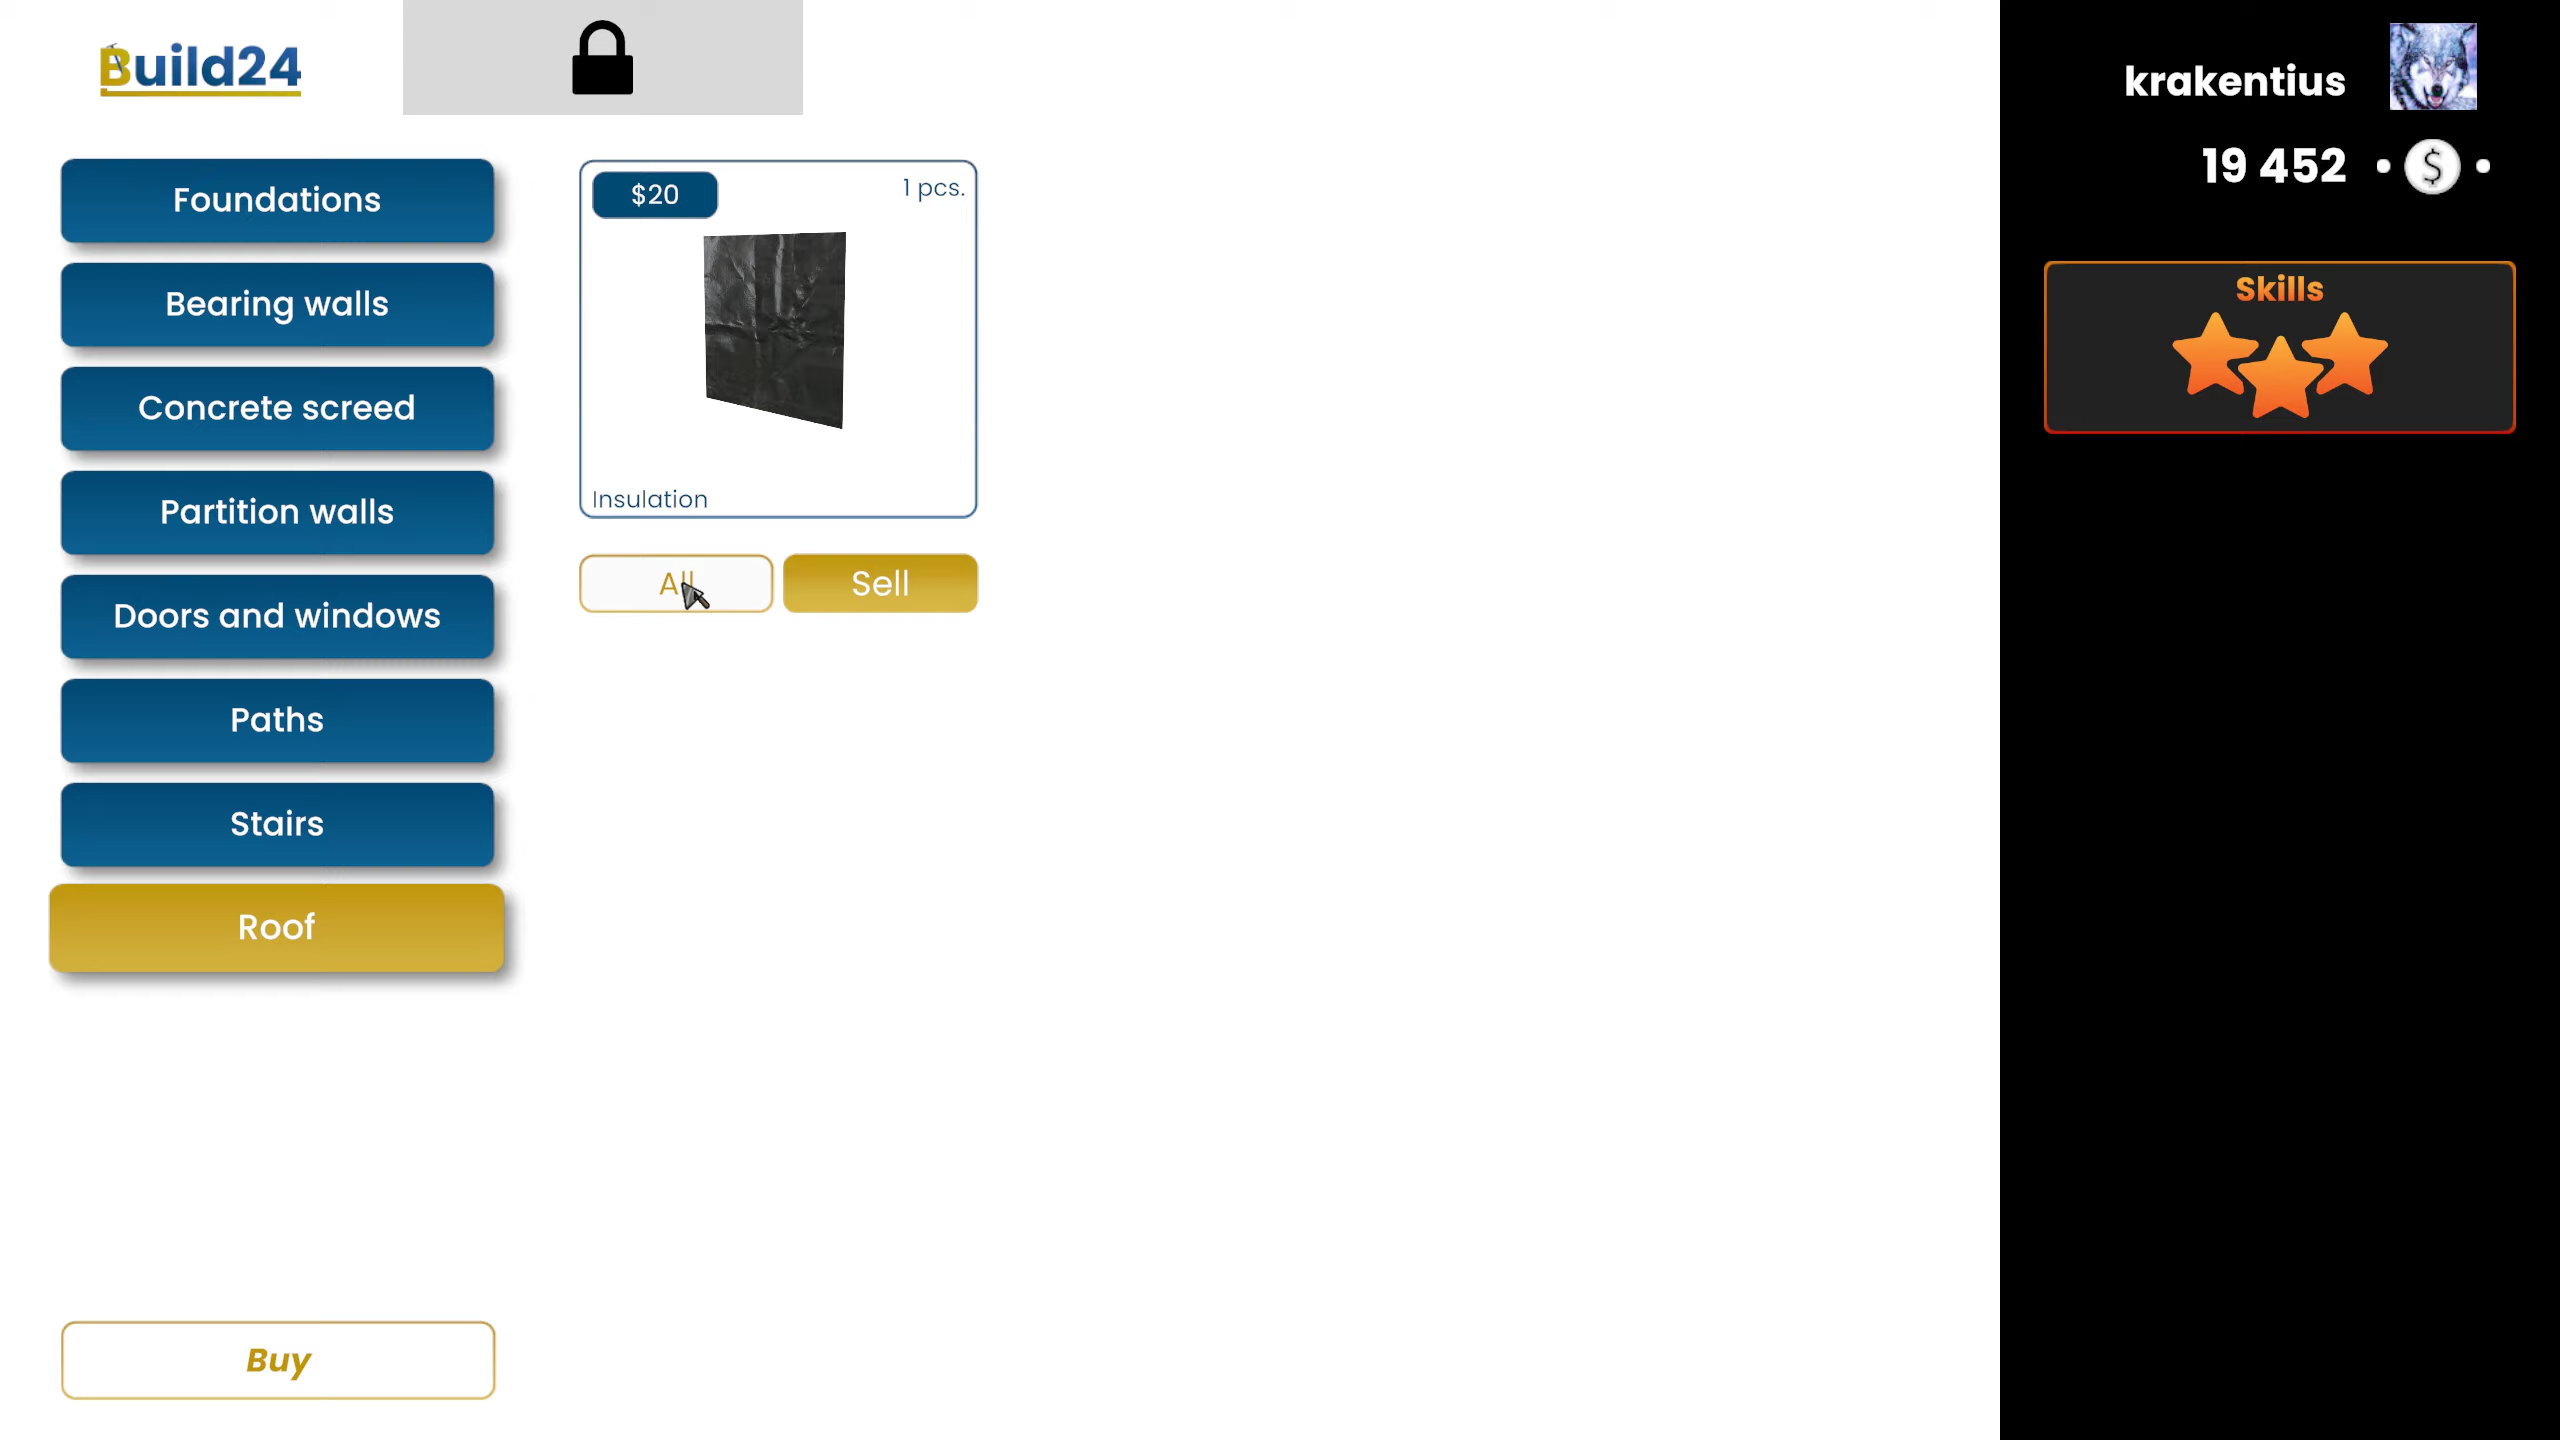 Build24
krakentius
19 452
$
Skills
Foundations
Bearing walls
Concrete screed
Partition walls
Doors and windows
Paths
Stairs
Roof
Buy
$20
1 pcs.
Insulation
All
Sell